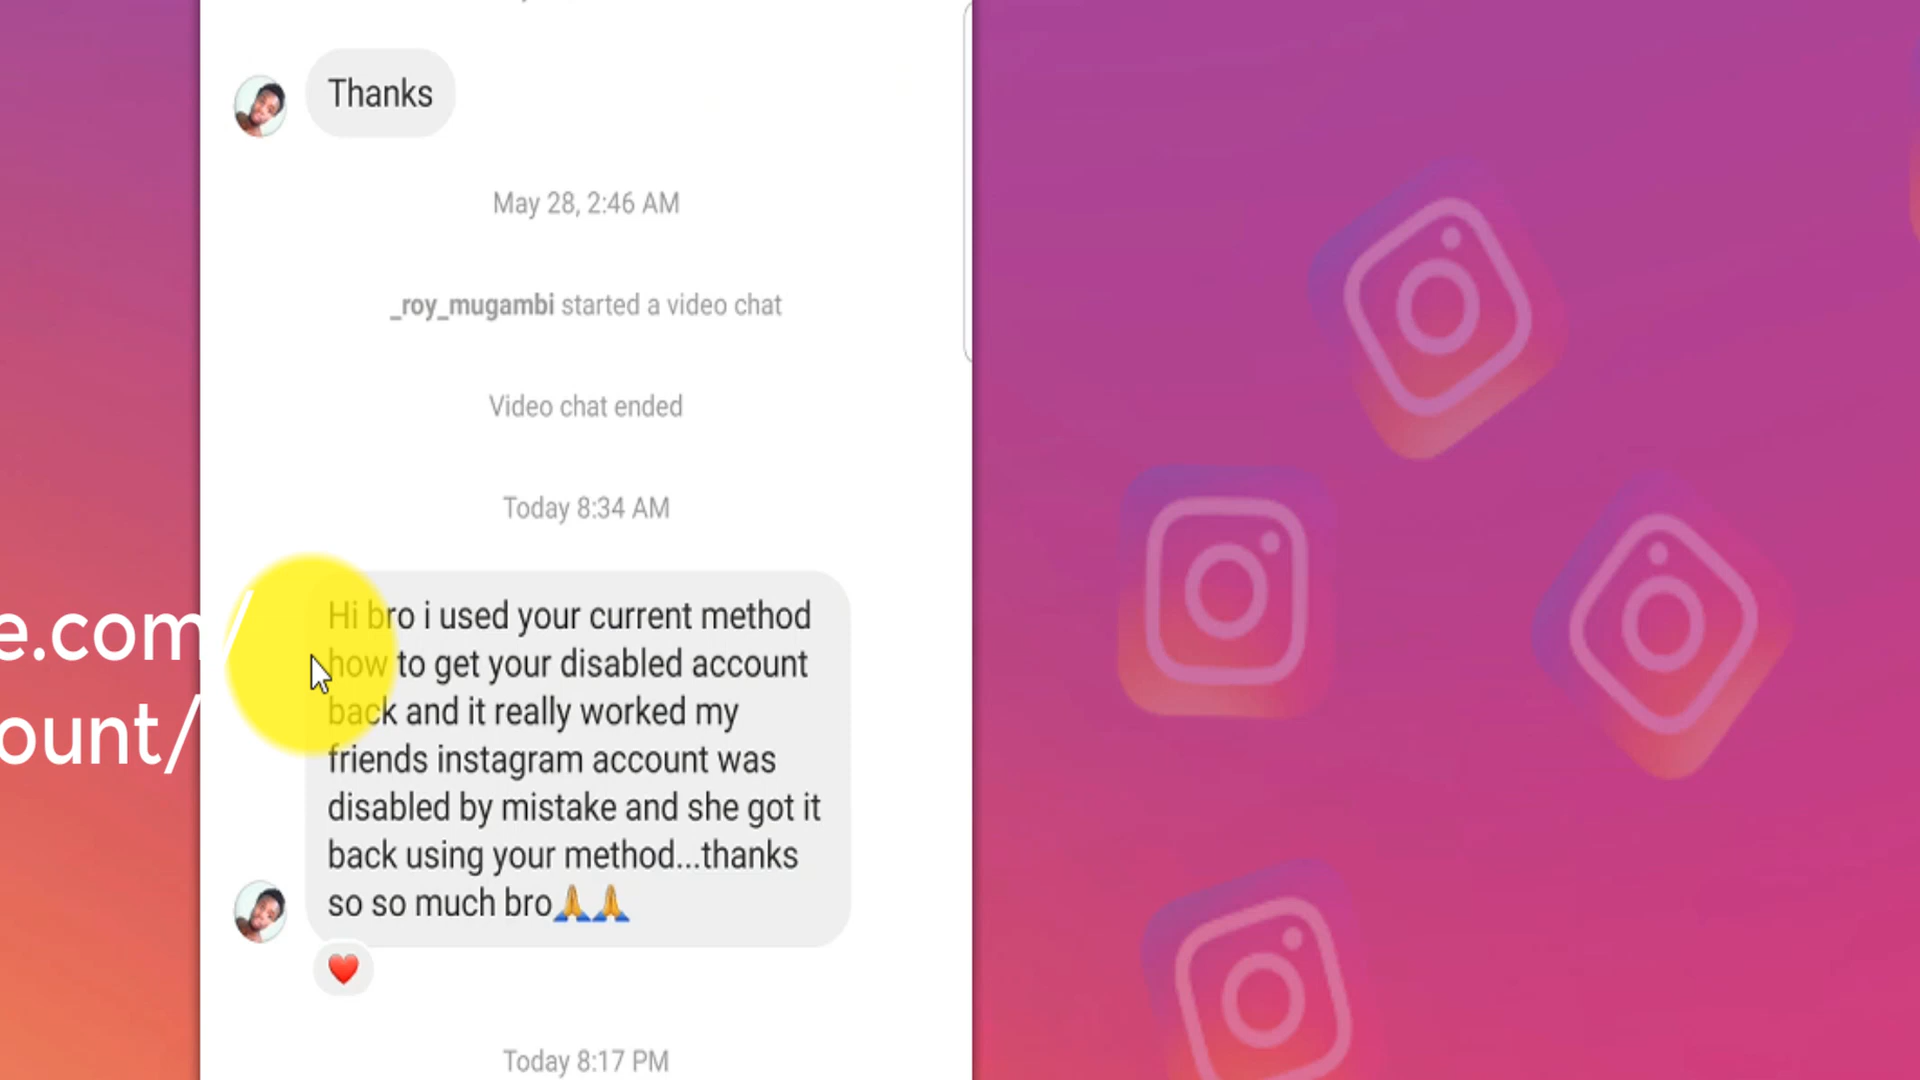 Thanks
May 28, 2:46 AM
_roy_mugambi started a video chat
Video chat ended
Today 8:34 AM
Hi bro i used your current method
how to get your disabled account
back and it really worked my
friends instagram account was
disabled by mistake and she got it
back using your method...thanks
so so much bro🙏🙏
❤️
Today 8:17 PM
e.com/
ount/